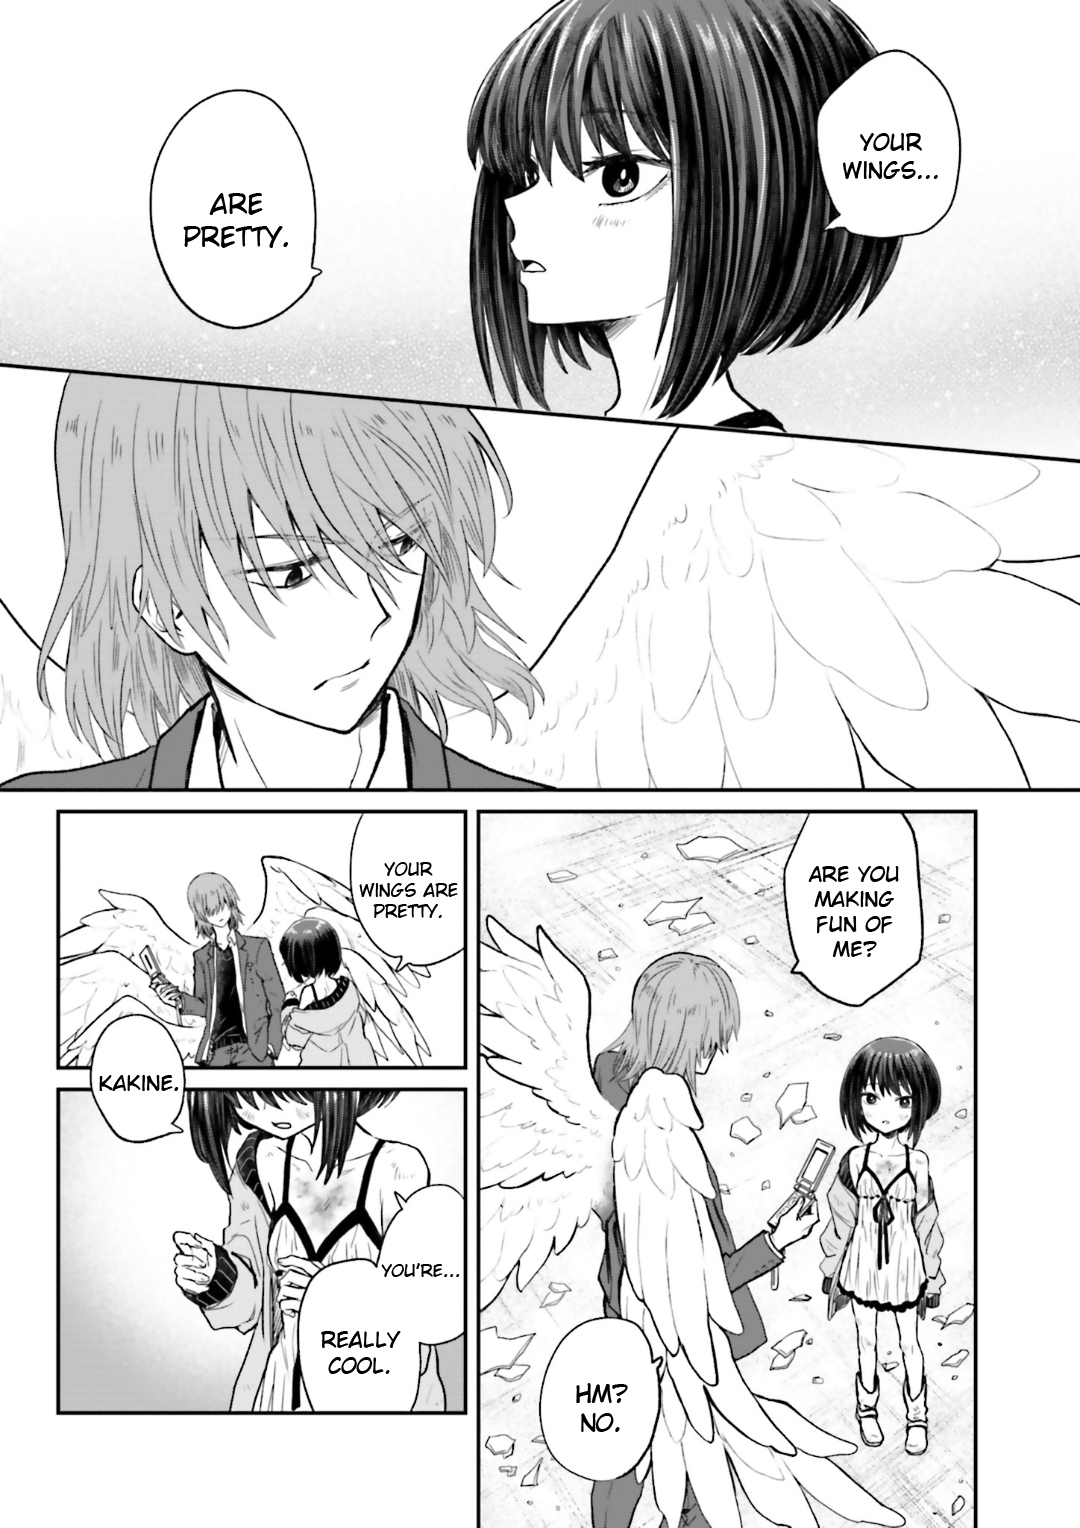 YOUR
WINGS...
ARE
PRETTY.
ARE YOU
MAKING
FUN OF
ME?
HM?
NO.
YOUR
WINGS ARE
PRETTY.
KAKINE.
YOU'RE...
REALLY
COOL.